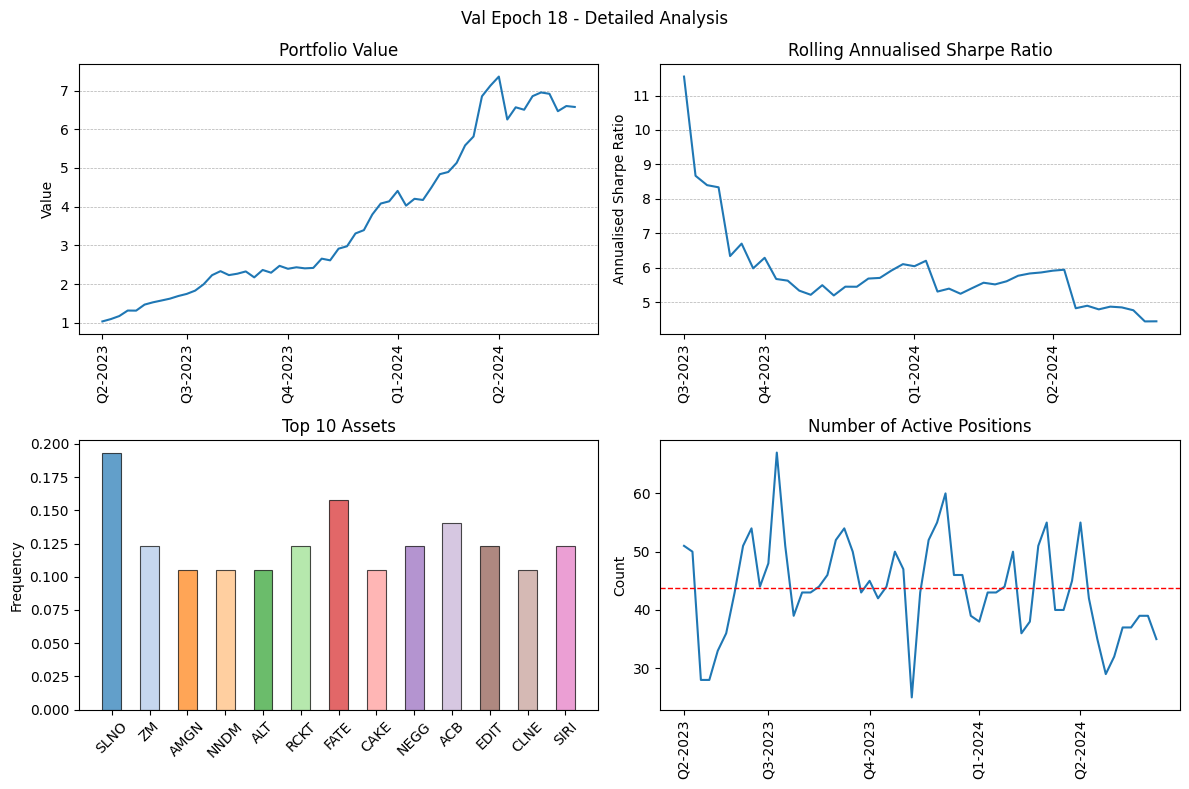 Val Epoch 18 - Detailed Analysis
Portfolio Value
Value
7
6
5
4
3
2
1
Q2-2023
Q3-2023
Q4-2023
Q1-2024
Q2-2024
Rolling Annualised Sharpe Ratio
Annualised Sharpe Ratio
11
10
9
8
7
6
5
Q3-2023
Q4-2023
Q1-2024
Q2-2024
Top 10 Assets
Frequency
0.200
0.175
0.150
0.125
0.100
0.075
0.050
0.025
0.000
SLNO
ZM
AMGN
NNDM
ALT
RCKT
FATE
CAKE
NEGG
ACB
EDIT
CLNE
SIRI
Number of Active Positions
Count
60
50
40
30
Q2-2023
Q3-2023
Q4-2023
Q1-2024
Q2-2024